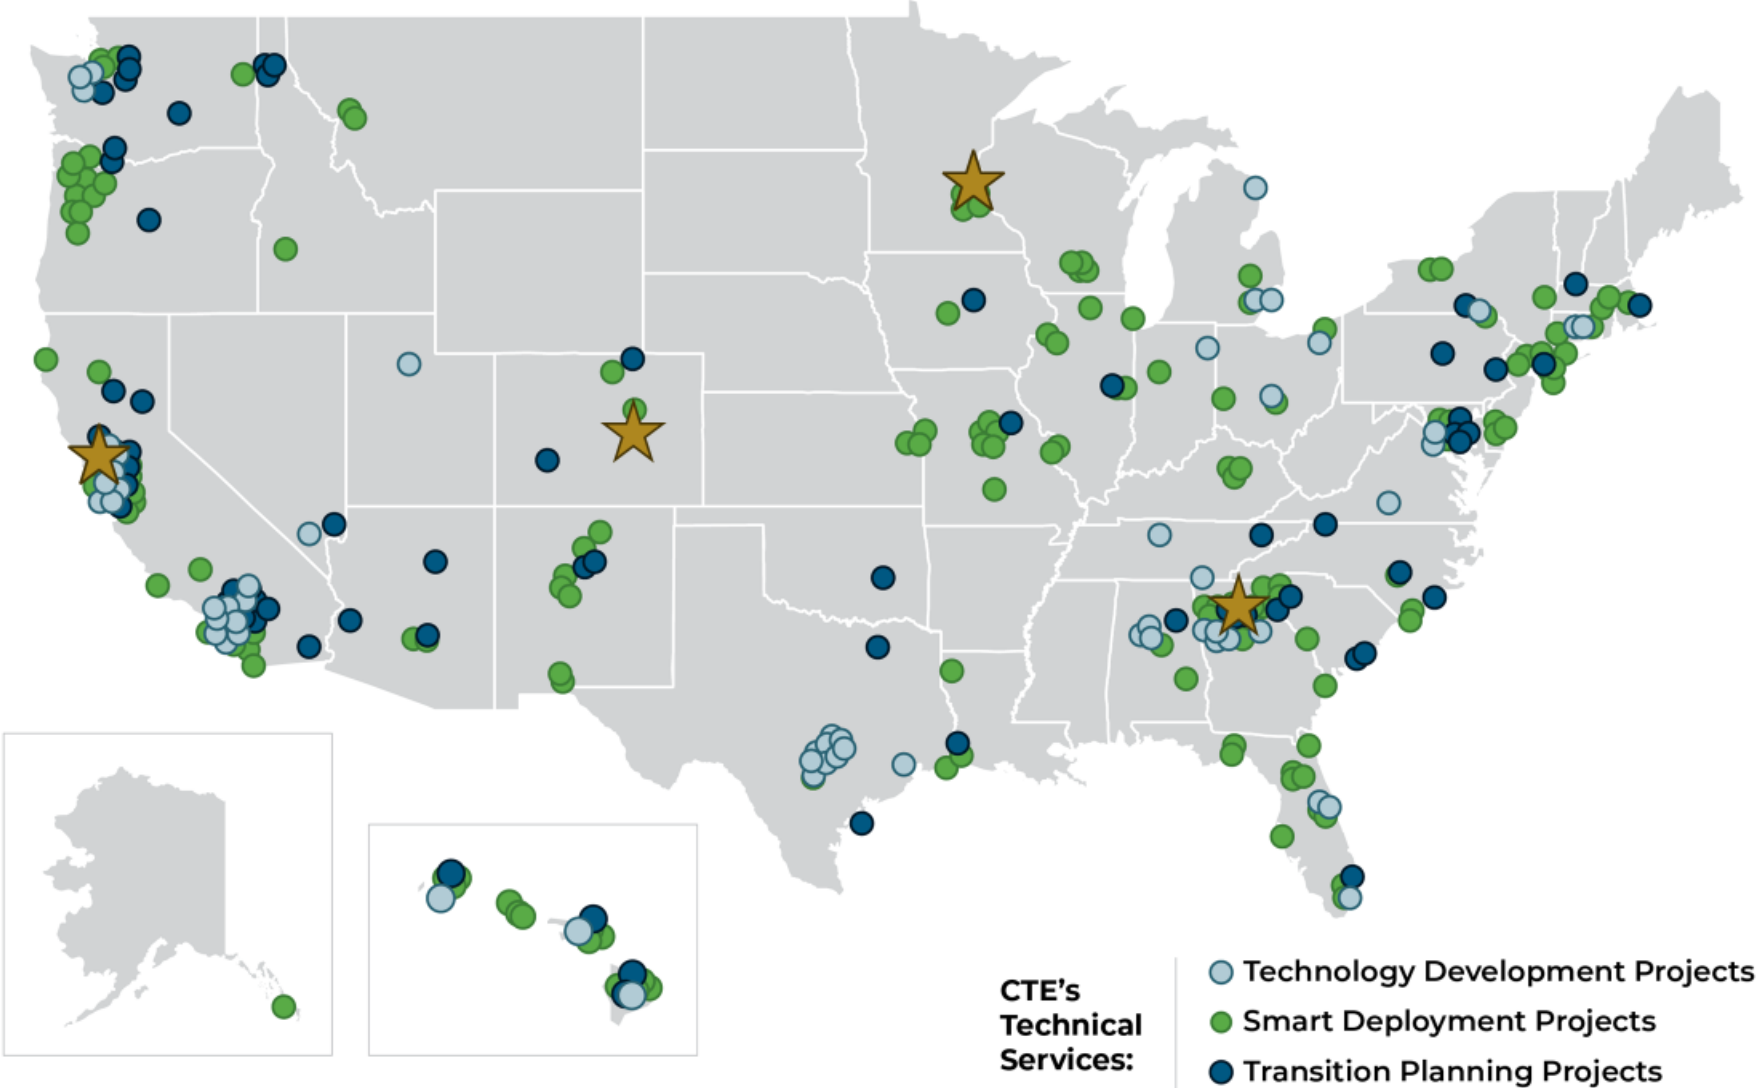 CTE’s
Technical
Services:
Technology Development Projects
Smart Deployment Projects
Transition Planning Projects